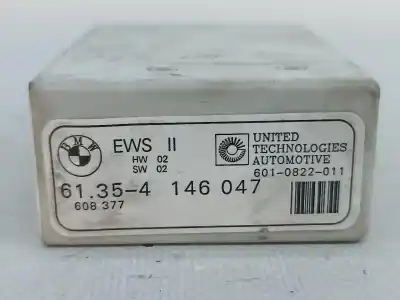 BMW
EWS II
HW 02
SW 02
UNITED
TECHNOLOGIES
AUTOMOTIVE
601-0822-011
61.35-4 146 047
608 377